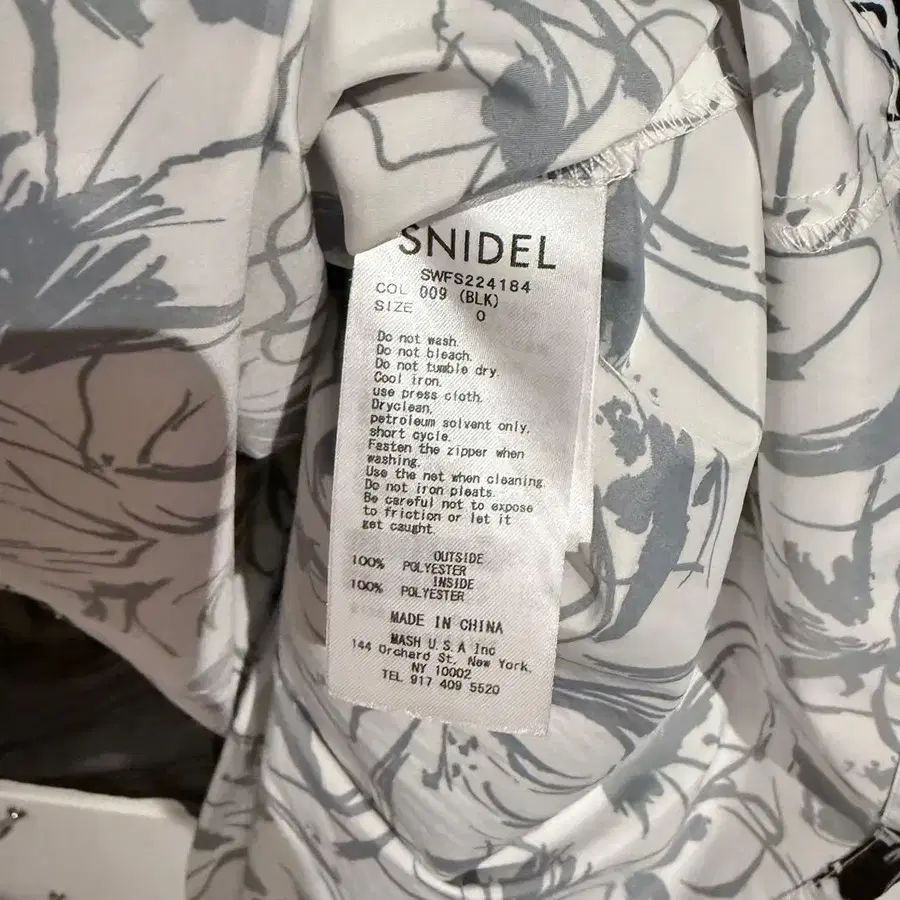 SNIDEL
SWFS224184
COL 009 (BLK)
SIZE 0
Do not wash.
Do not bleach.
Do not tumble dry.
Cool iron.
use press cloth.
Dryclean,
petroleum solvent only,
short cycle.
Fasten the zipper when
washing.
Use the net when cleaning.
Do not iron pleats.
Be careful not to expose
to friction or let it
get caught.
OUTSIDE
100% POLYESTER
INSIDE
100% POLYESTER
MADE IN CHINA
MASH U.S.A Inc
144 Orchard St, New York.
NY 10002
TEL 917 409 5520